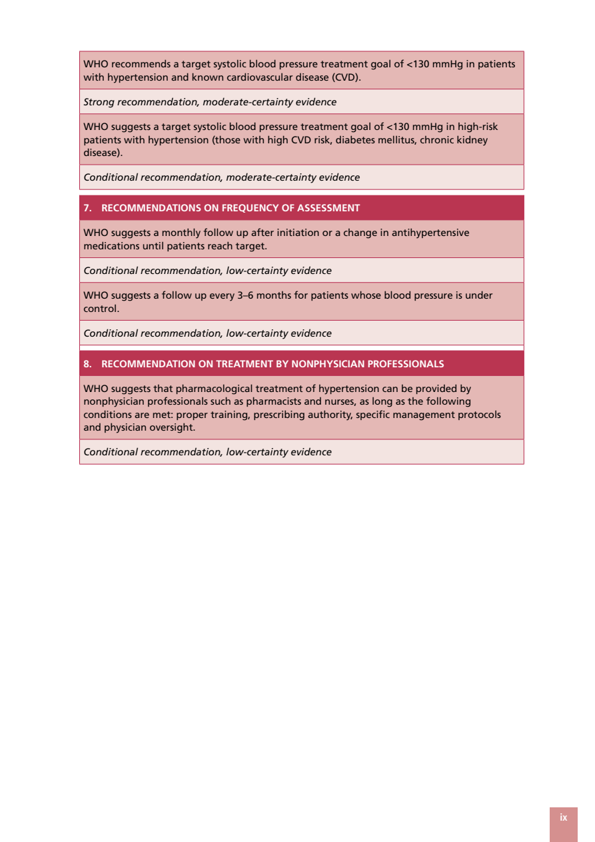 WHO recommends a target systolic blood pressure treatment goal of <130 mmHg in patients
with hypertension and known cardiovascular disease (CVD).
Strong recommendation, moderate-certainty evidence
WHO suggests a target systolic blood pressure treatment goal of <130 mmHg in high-risk
patients with hypertension (those with high CVD risk, diabetes mellitus, chronic kidney
disease).
Conditional recommendation, moderate-certainty evidence
7. RECOMMENDATIONS ON FREQUENCY OF ASSESSMENT
WHO suggests a monthly follow up after initiation or a change in antihypertensive
medications until patients reach target.
Conditional recommendation, low-certainty evidence
WHO suggests a follow up every 3–6 months for patients whose blood pressure is under
control.
Conditional recommendation, low-certainty evidence
8. RECOMMENDATION ON TREATMENT BY NONPHYSICIAN PROFESSIONALS
WHO suggests that pharmacological treatment of hypertension can be provided by
nonphysician professionals such as pharmacists and nurses, as long as the following
conditions are met: proper training, prescribing authority, specific management protocols
and physician oversight.
Conditional recommendation, low-certainty evidence
ix